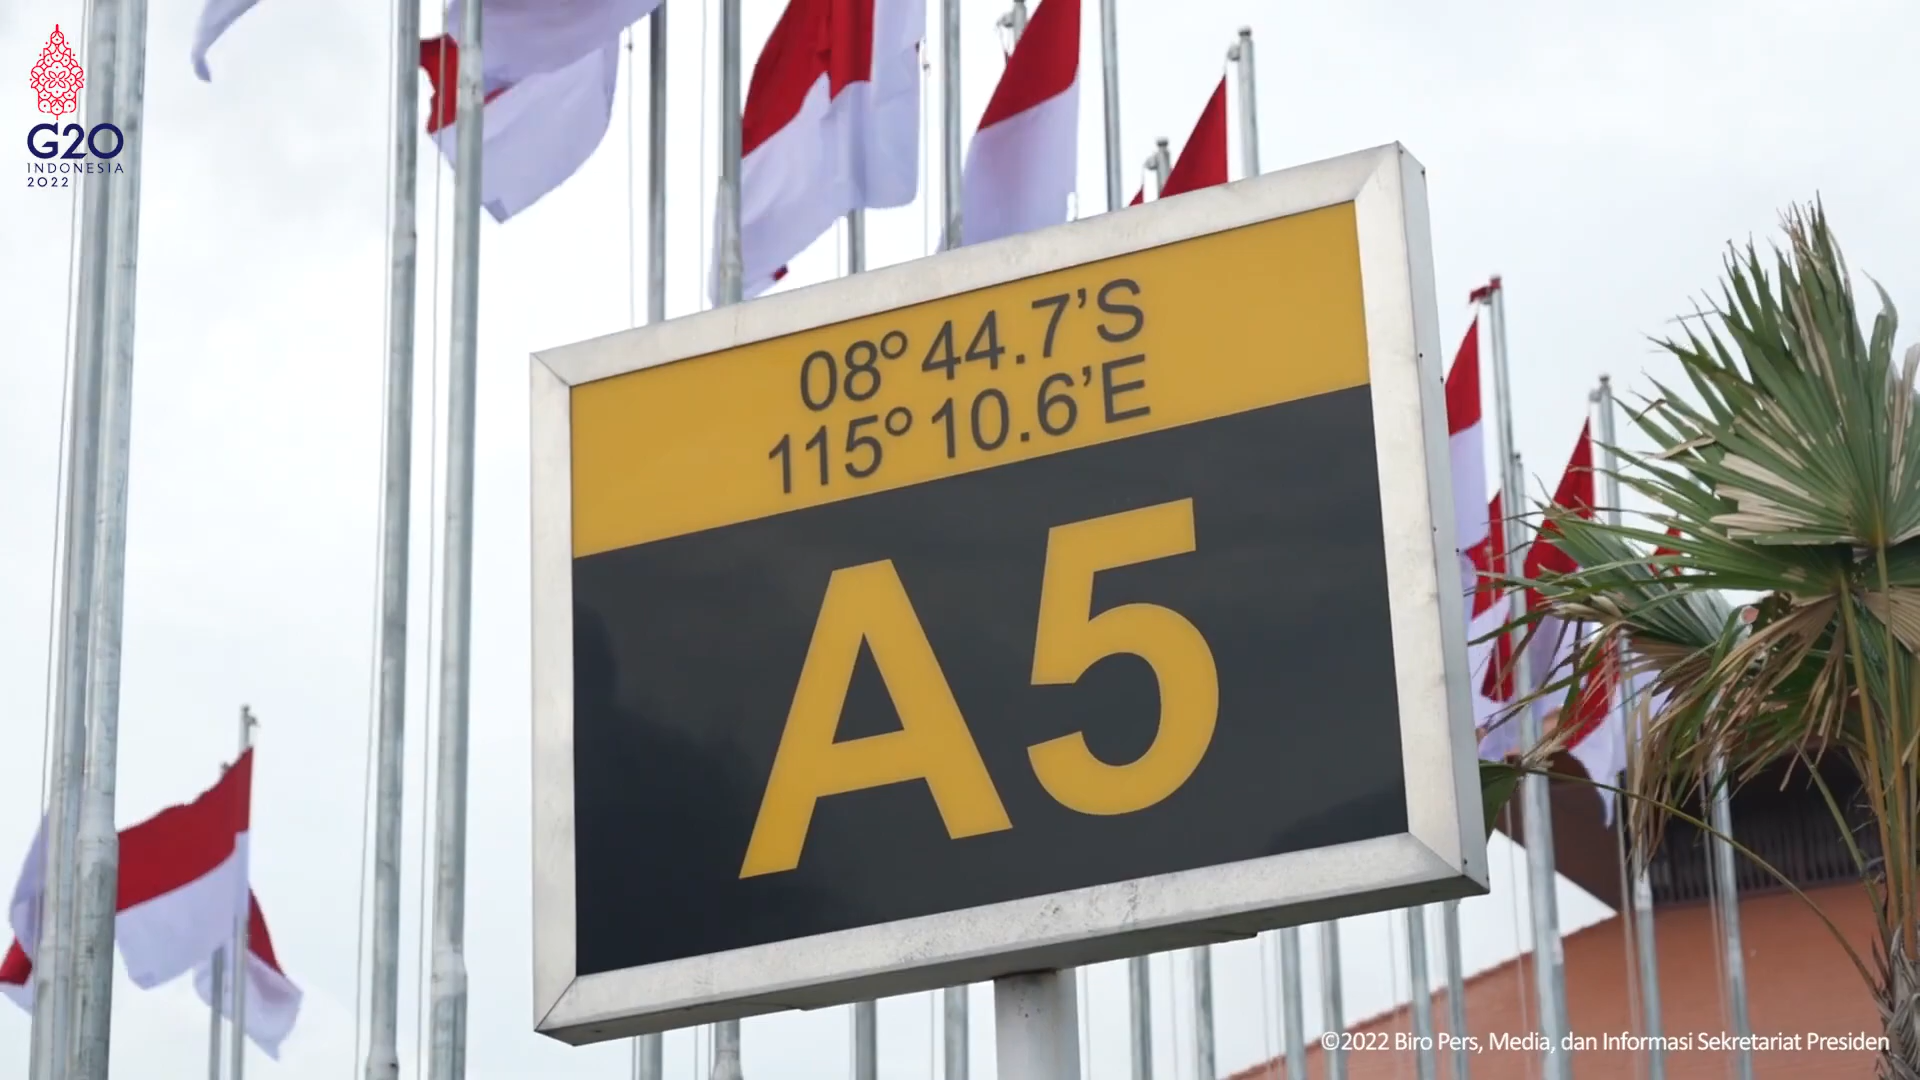 G20
INDONESIA
2022
08° 44.7’S
115° 10.6’E
A5
©2022 Biro Pers, Media, dan Informasi Sekretariat Presiden